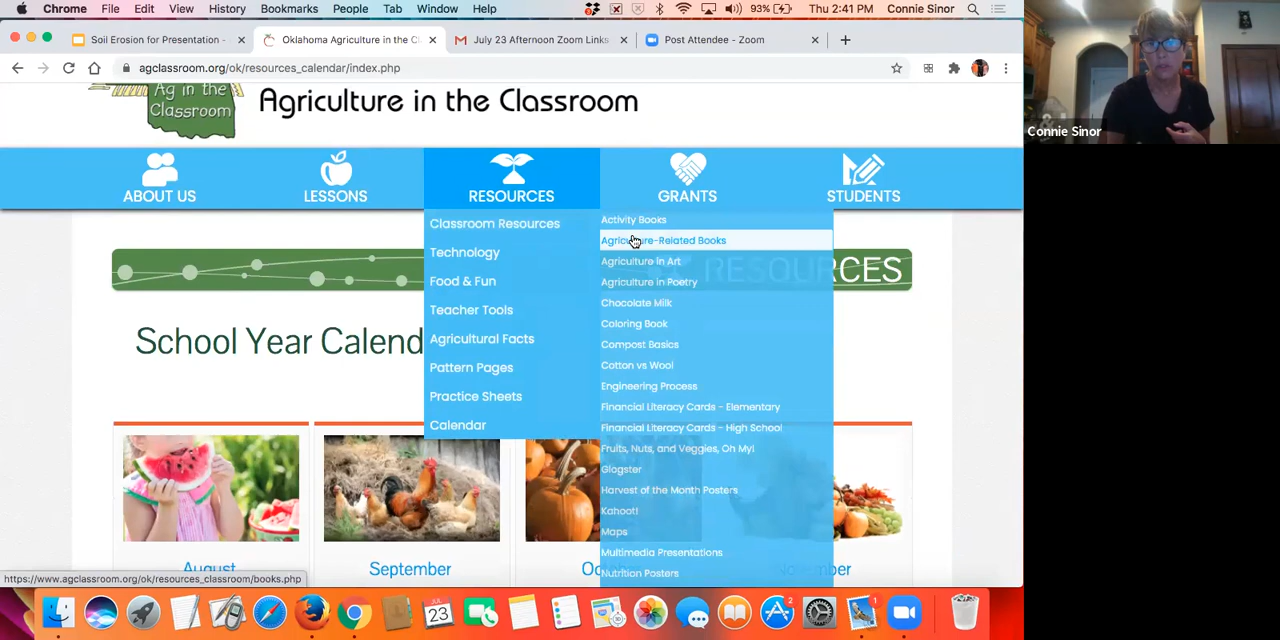 Chrome File Edit View History Bookmarks People Tab Window Help 93% Thu 2:41 PM Connie Sinor
Soil Erosion for Presentation - Oklahoma Agriculture in the C July 23 Afternoon Zoom Links Post Attendee - Zoom
agclassroom.org/ok/resources_calendar/index.php
Connie Sinor
Ag in the
Classroom
Agriculture in the Classroom
ABOUT US LESSONS RESOURCES GRANTS STUDENTS
Classroom Resources
Technology
Food & Fun
Teacher Tools
Agricultural Facts
Pattern Pages
Practice Sheets
Calendar
Activity Books
Agriculture-Related Books
Agriculture in Art
Agriculture in Poetry
Chocolate Milk
Coloring Book
Compost Basics
Cotton vs Wool
Engineering Process
Financial Literacy Cards - Elementary
Financial Literacy Cards - High School
Fruits, Nuts, and Veggies, Oh My!
Glogster
Harvest of the Month Posters
Kahoot!
Maps
Multimedia Presentations
Nutrition Posters
RESOURCES
School Year Calend
August September Octo November
https://www.agclassroom.org/ok/resources_classroom/books.php
23
2
1